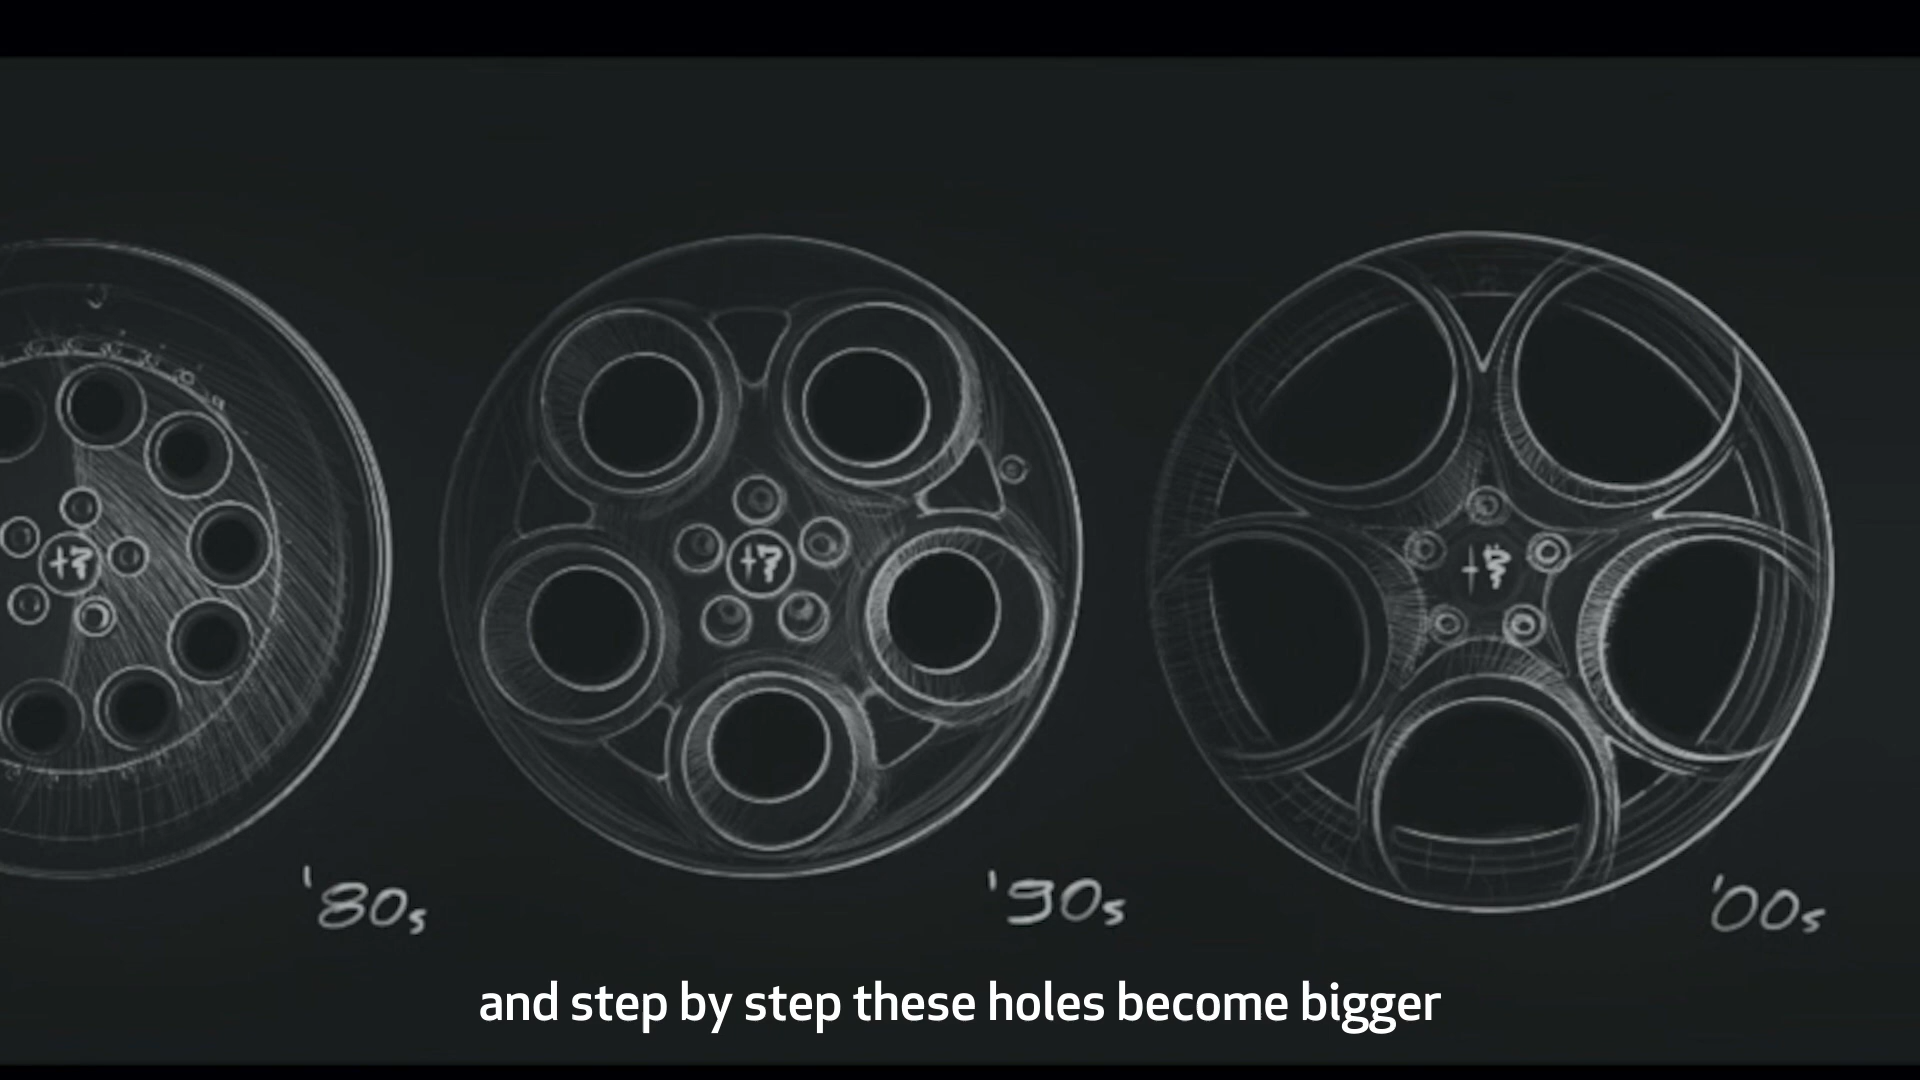 '80s
'90s
'00s
and step by step these holes become bigger